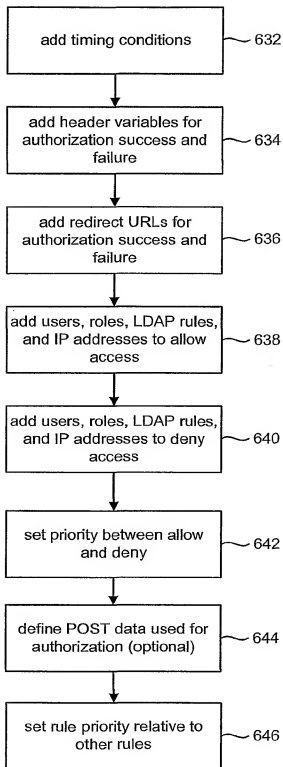 add timing conditions
632
add header variables for
authorization success and
failure
634
add redirect URLs for
authorization success and
failure
636
add users, roles, LDAP rules,
and IP addresses to allow
access
638
add users, roles, LDAP rules,
and IP addresses to deny
access
640
set priority between allow
and deny
642
define POST data used for
authorization (optional)
644
set rule priority relative to
other rules
646